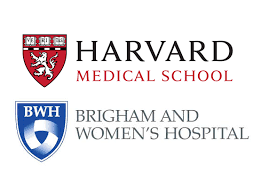 HARVARD
MEDICAL SCHOOL
BWH
BRIGHAM AND
WOMEN'S HOSPITAL